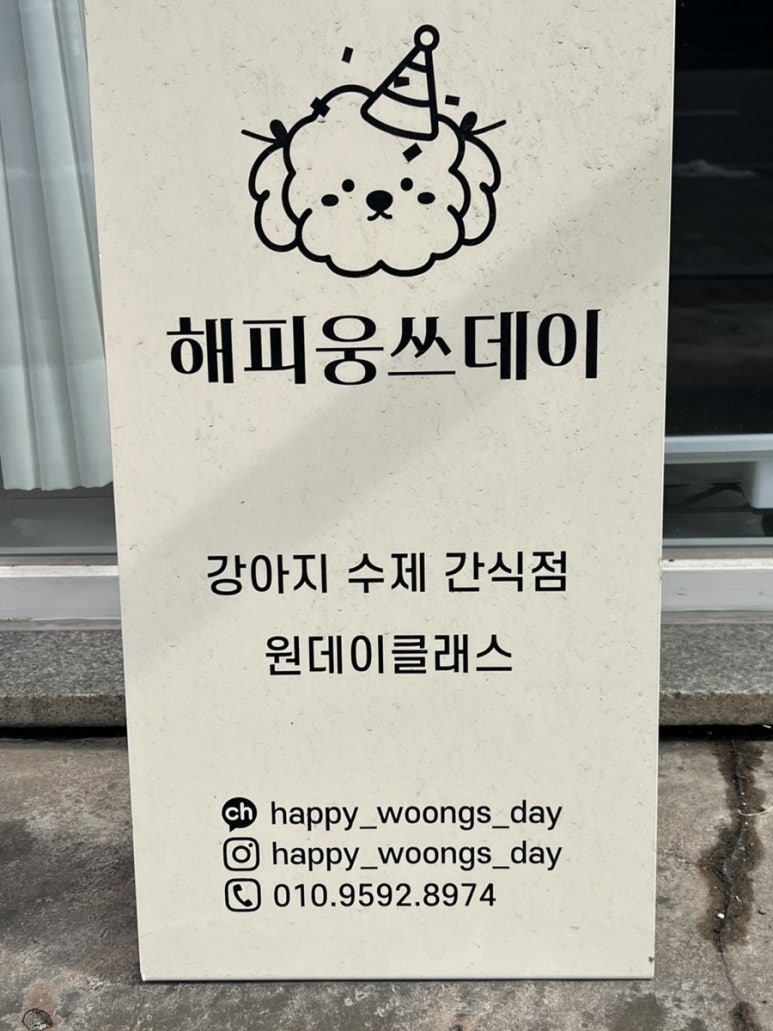 해피웅쓰데이
강아지 수제 간식점
원데이클래스
ch happy_woongs_day
happy_woongs_day
010.9592.8974